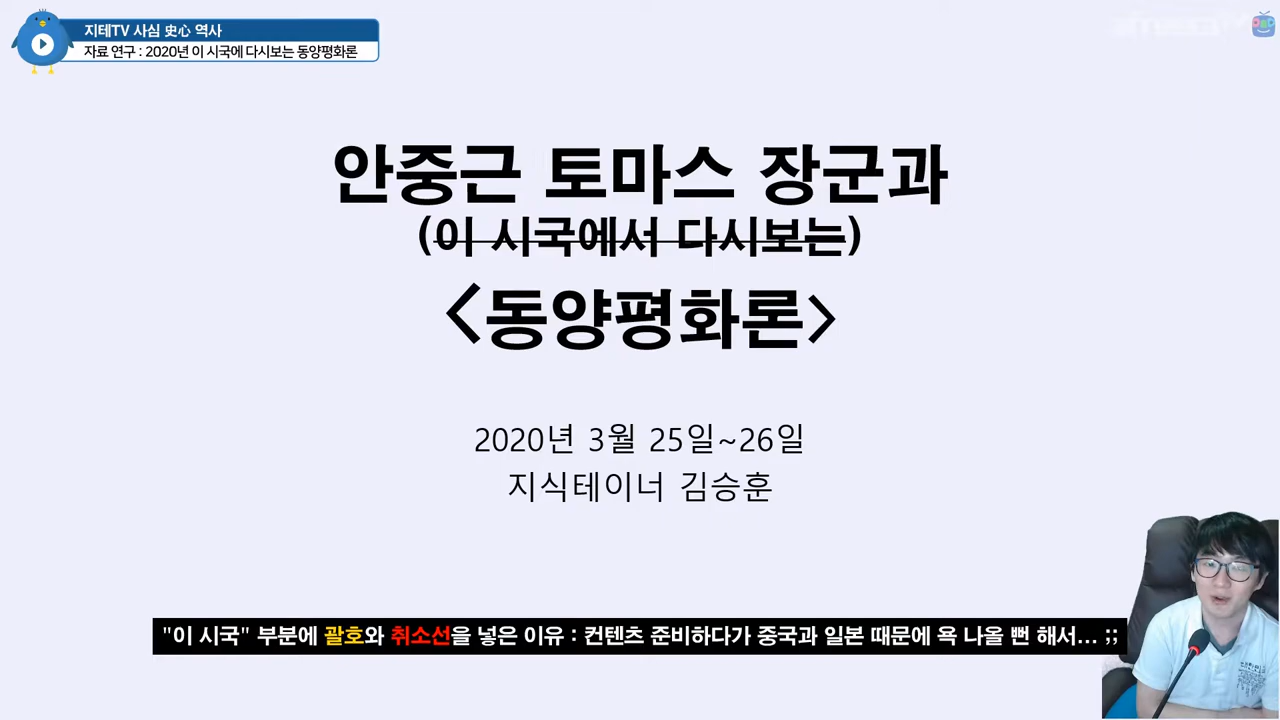 지테TV 사심 史心 역사
자료 연구 : 2020년 이 시국에 다시보는 동양평화론
안중근 토마스 장군과
(이 시국에서 다시보는)
<동양평화론>
2020년 3월 25일~26일
지식테이너 김승훈
"이 시국" 부분에 괄호와 취소선을 넣은 이유 : 컨텐츠 준비하다가 중국과 일본 때문에 욕 나올 뻔 해서... ;;